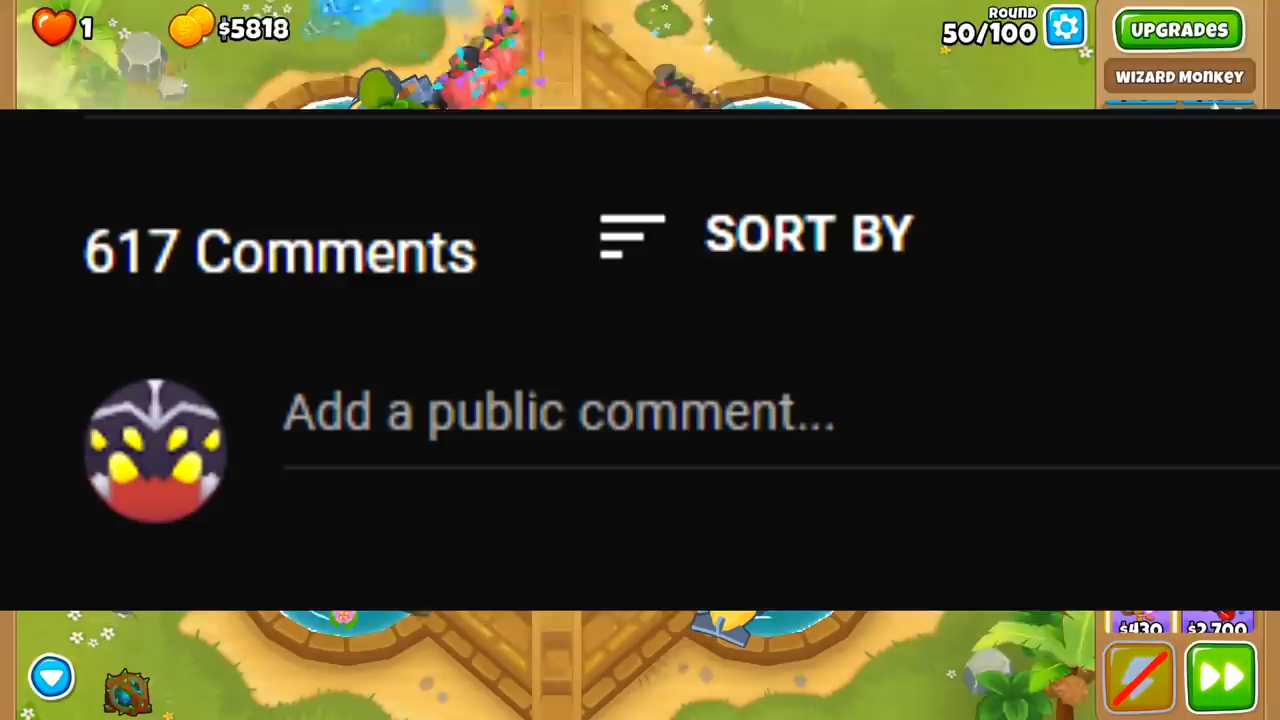 1
$5818
ROUND
50/100
UPGRADES
WIZARD MONKEY
617 Comments
SORT BY
Add a public comment...
$430
$2,700